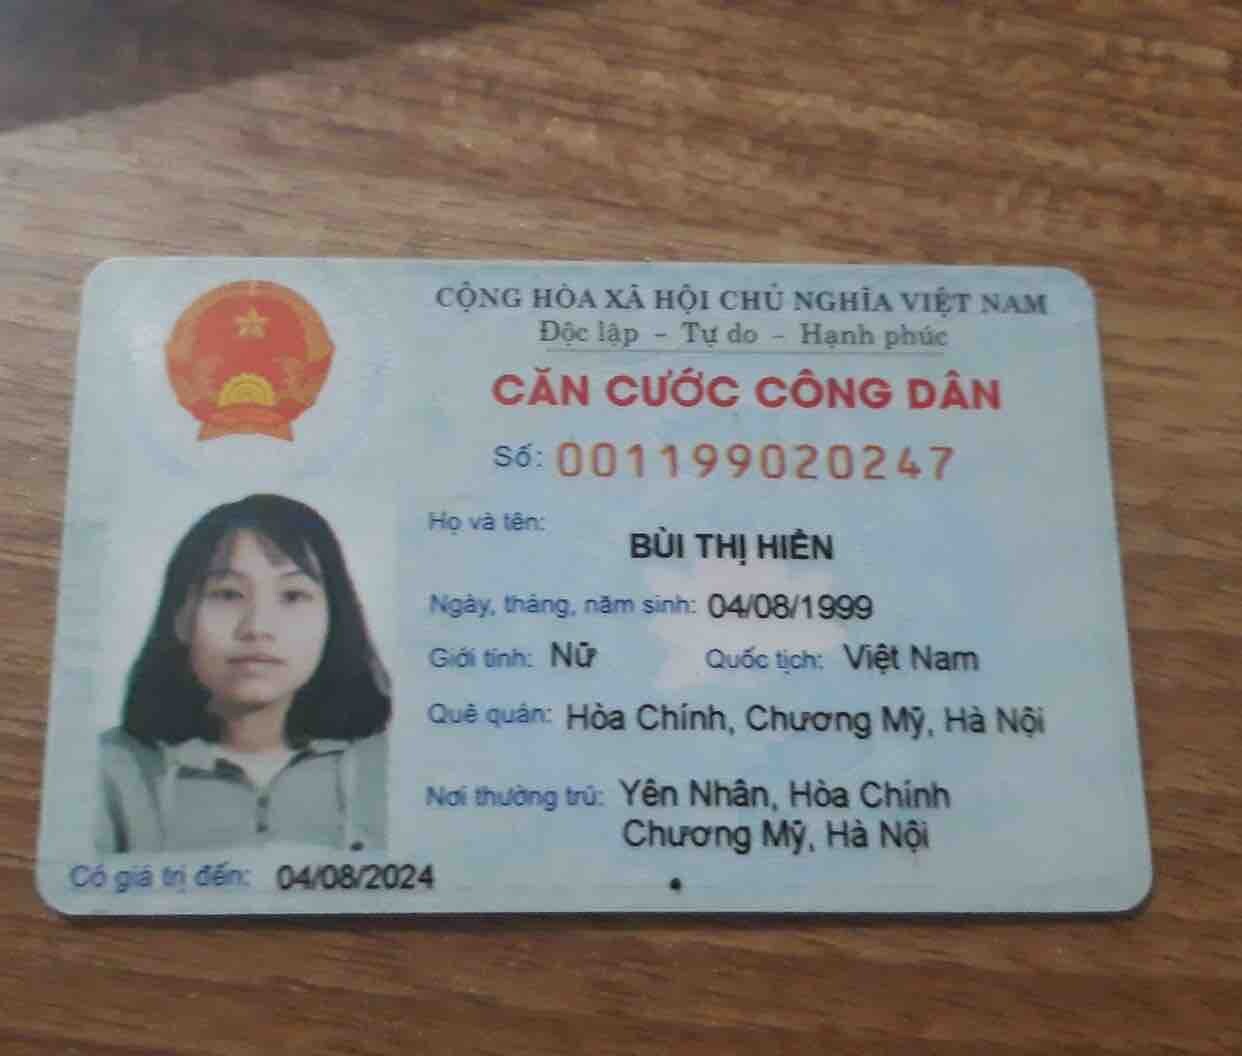 CỘNG HÒA XÃ HỘI CHỦ NGHĨA VIỆT NAM
Độc lập - Tự do - Hạnh phúc
CĂN CƯỚC CÔNG DÂN
Số: 001199020247
Họ và tên:
BÙI THỊ HIỀN
Ngày, tháng, năm sinh: 04/08/1999
Giới tính: Nữ Quốc tịch: Việt Nam
Quê quán: Hòa Chính, Chương Mỹ, Hà Nội
Nơi thường trú: Yên Nhân, Hòa Chính
Chương Mỹ, Hà Nội
Có giá trị đến: 04/08/2024